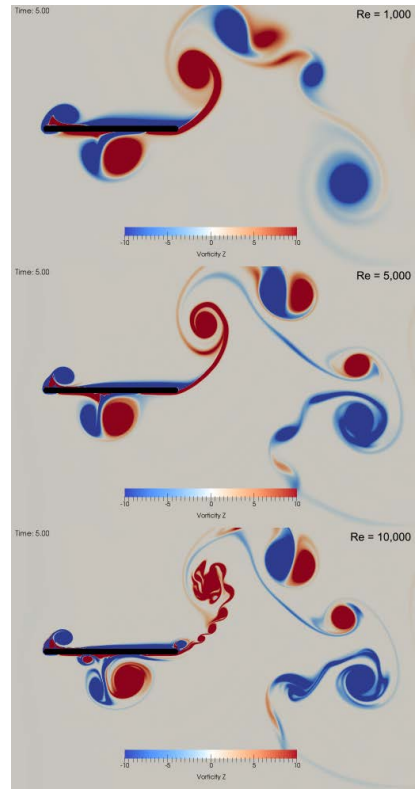 Time: 5.00
Re = 1,000
-10 -5 0 5 10
Vorticity Z
Time: 5.00
Re = 5,000
-10 -5 0 5 10
Vorticity Z
Time: 5.00
Re = 10,000
-10 -5 0 5 10
Vorticity Z